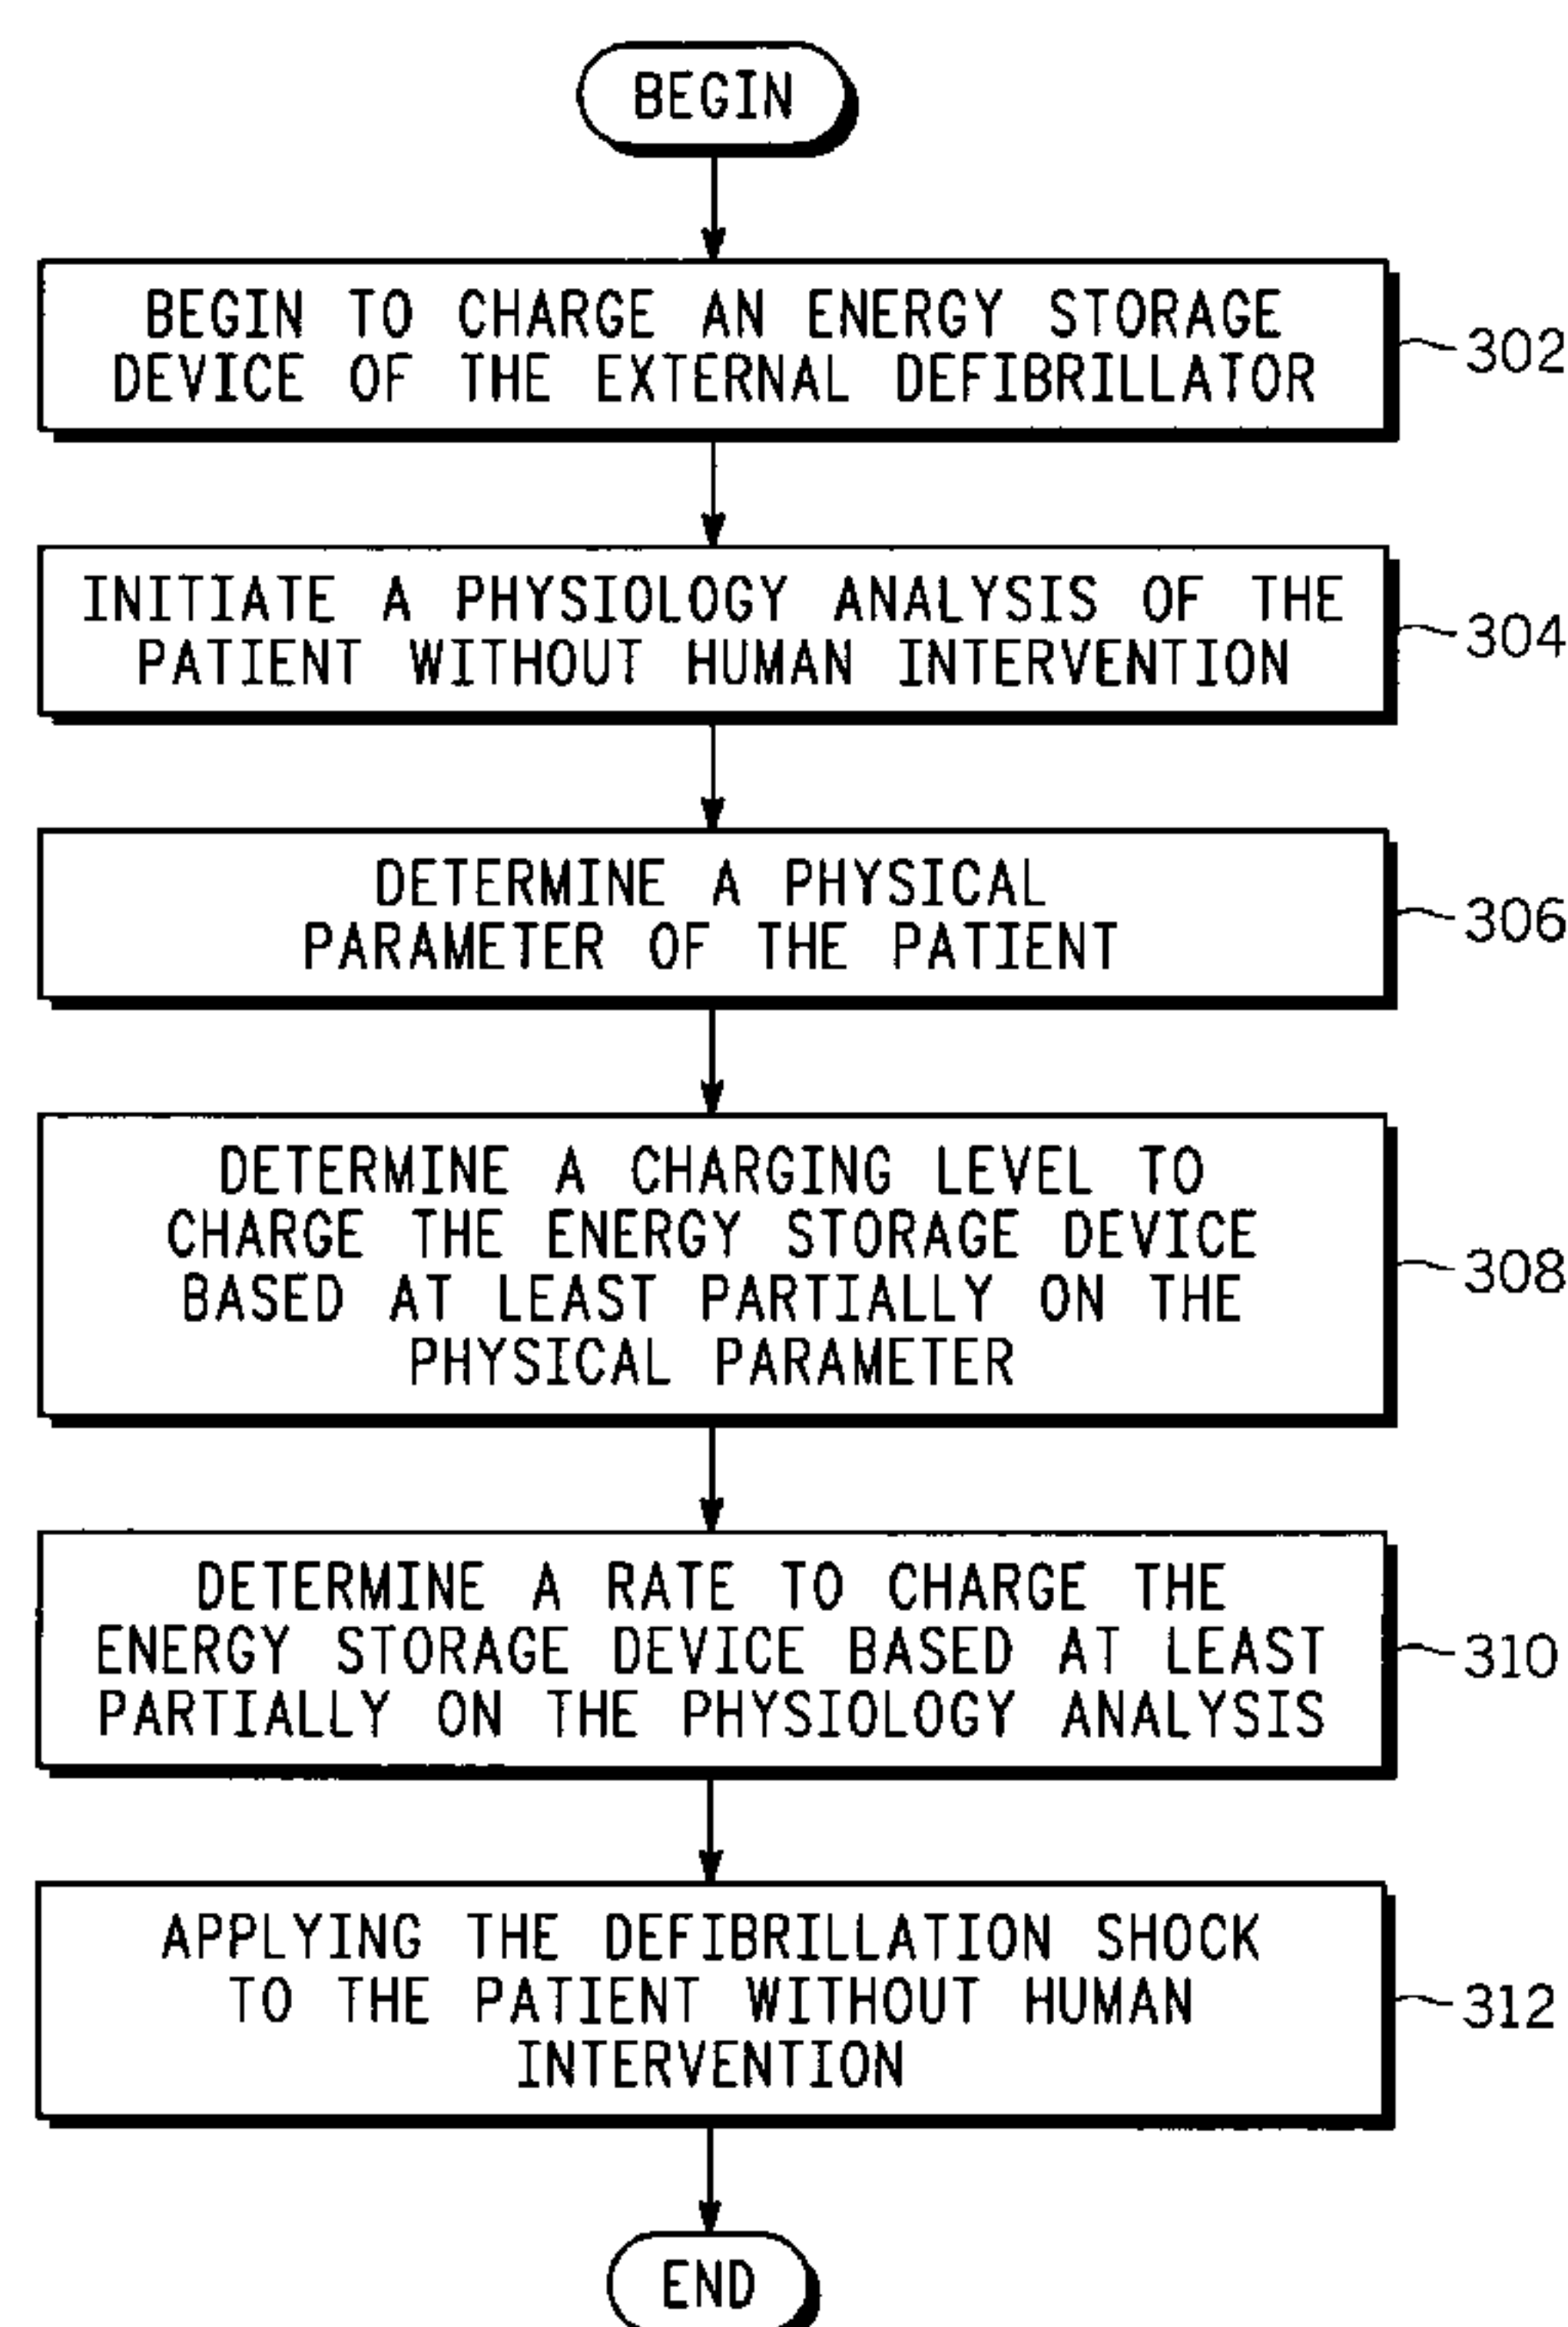 BEGIN
BEGIN TO CHARGE AN ENERGY STORAGE
DEVICE OF THE EXTERNAL DEFIBRILLATOR
302
INITIATE A PHYSIOLOGY ANALYSIS OF THE
PATIENT WITHOUT HUMAN INTERVENTION
304
DETERMINE A PHYSICAL
PARAMETER OF THE PATIENT
306
DETERMINE A CHARGING LEVEL TO
CHARGE THE ENERGY STORAGE DEVICE
BASED AT LEAST PARTIALLY ON THE
PHYSICAL PARAMETER
308
DETERMINE A RATE TO CHARGE THE
ENERGY STORAGE DEVICE BASED AT LEAST
PARTIALLY ON THE PHYSIOLOGY ANALYSIS
310
APPLYING THE DEFIBRILLATION SHOCK
TO THE PATIENT WITHOUT HUMAN
INTERVENTION
312
END